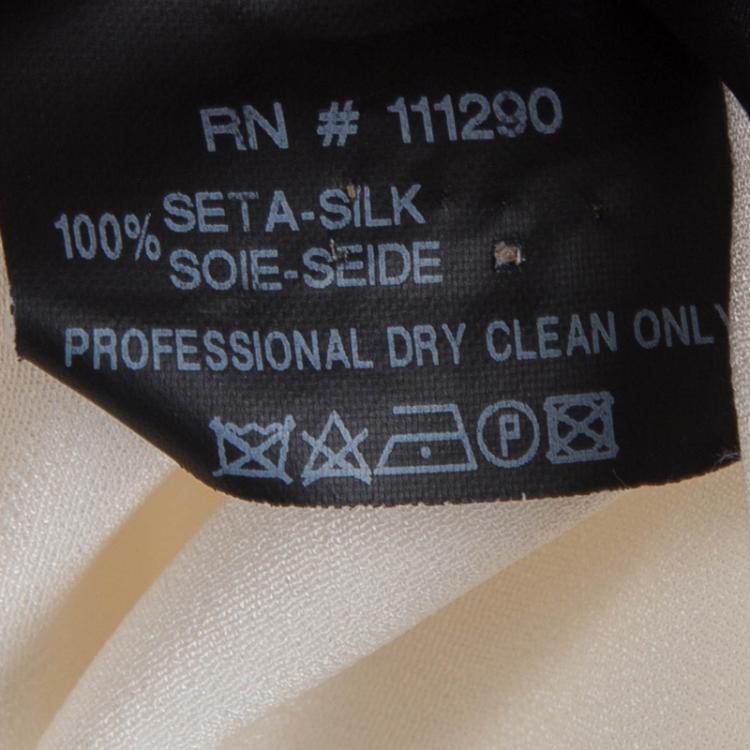 RN # 111290
100% SETA-SILK
SOIE-SEIDE
PROFESSIONAL DRY CLEAN ONLY
P